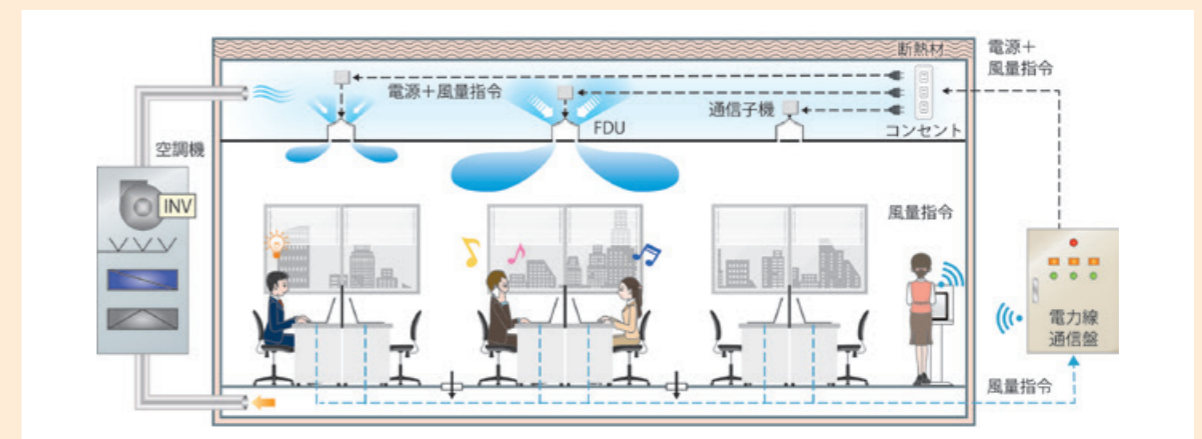 断熱材
電源＋
風量指令
電源＋風量指令
通信子機
FDU
コンセント
空調機
INV
風量指令
電力線
通信盤
風量指令